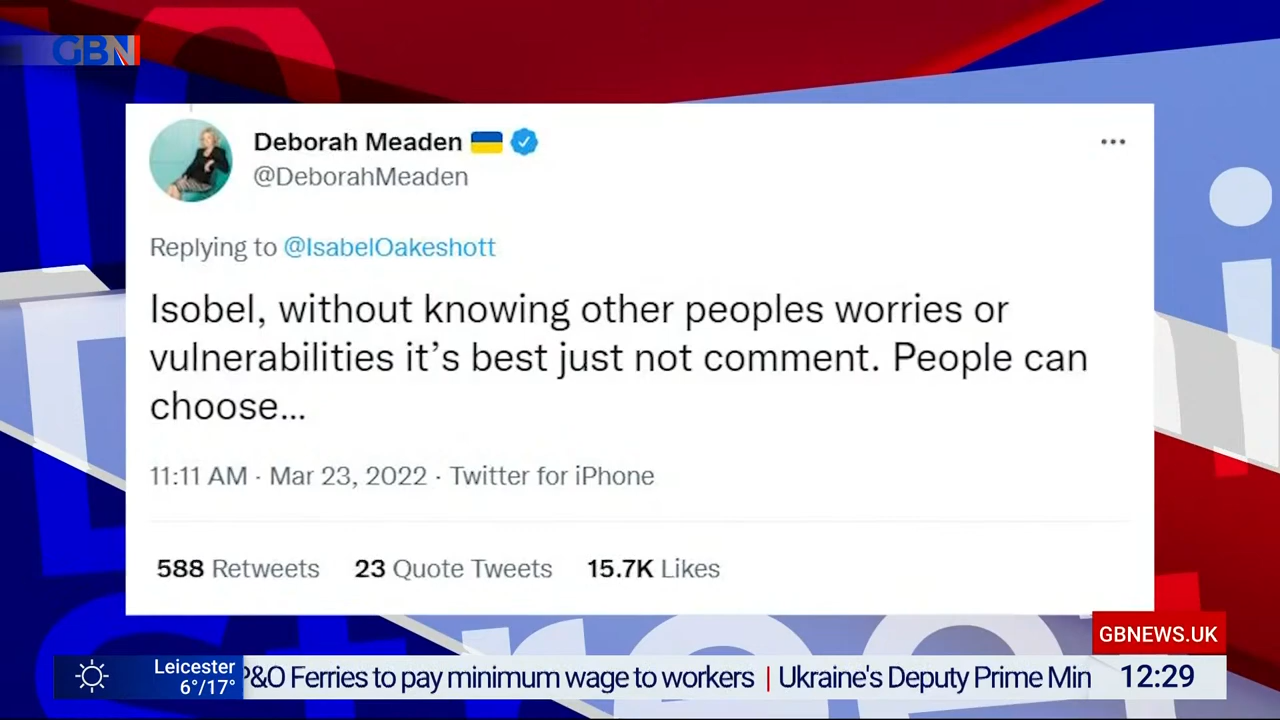 GBN
Deborah Meaden
@DeborahMeaden
Replying to @IsabelOakeshott
Isobel, without knowing other peoples worries or
vulnerabilities it’s best just not comment. People can
choose...
11:11 AM · Mar 23, 2022 · Twitter for iPhone
588 Retweets 23 Quote Tweets 15.7K Likes
GBNEWS.UK
Leicester
6°/17°
P&O Ferries to pay minimum wage to workers | Ukraine's Deputy Prime Min
12:29